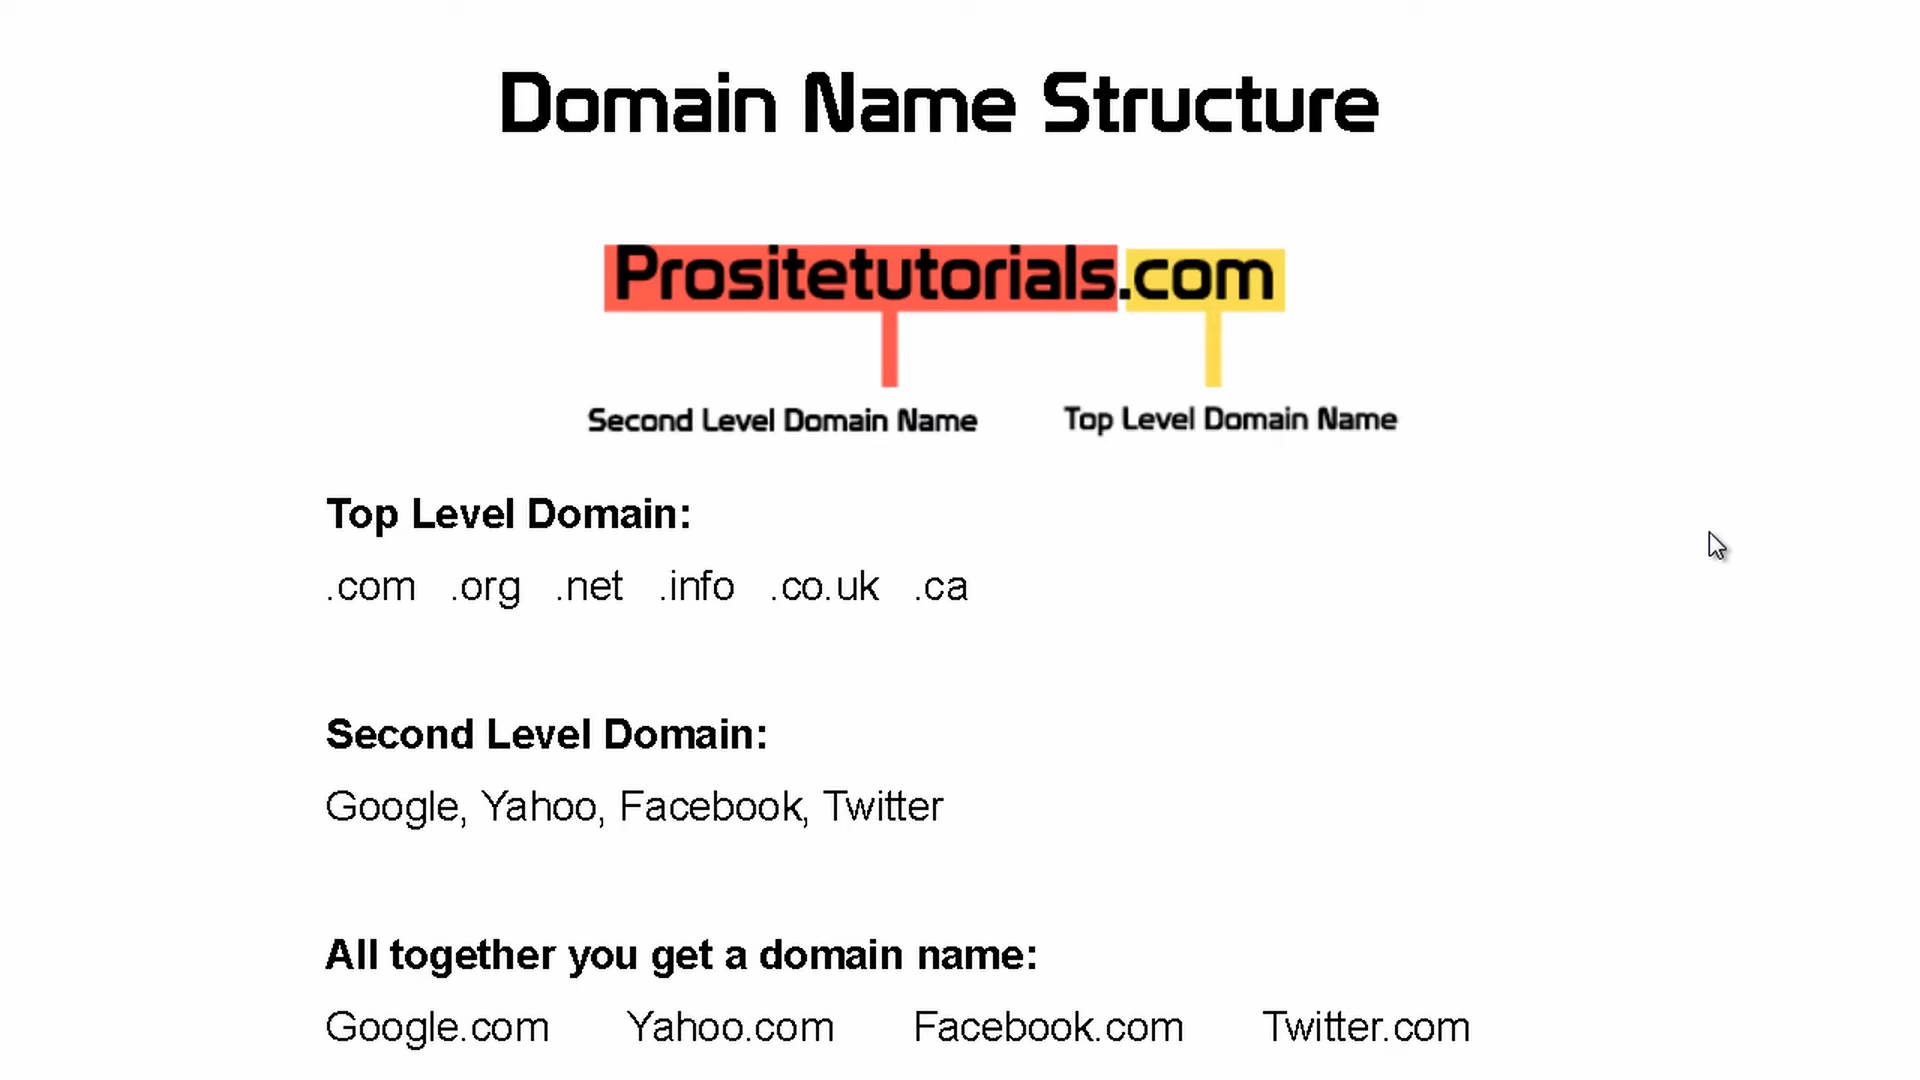 Domain Name Structure
Prositetutorials.com
Second Level Domain Name Top Level Domain Name
Top Level Domain:
.com .org .net .info .co.uk .ca
Second Level Domain:
Google, Yahoo, Facebook, Twitter
All together you get a domain name:
Google.com Yahoo.com Facebook.com Twitter.com